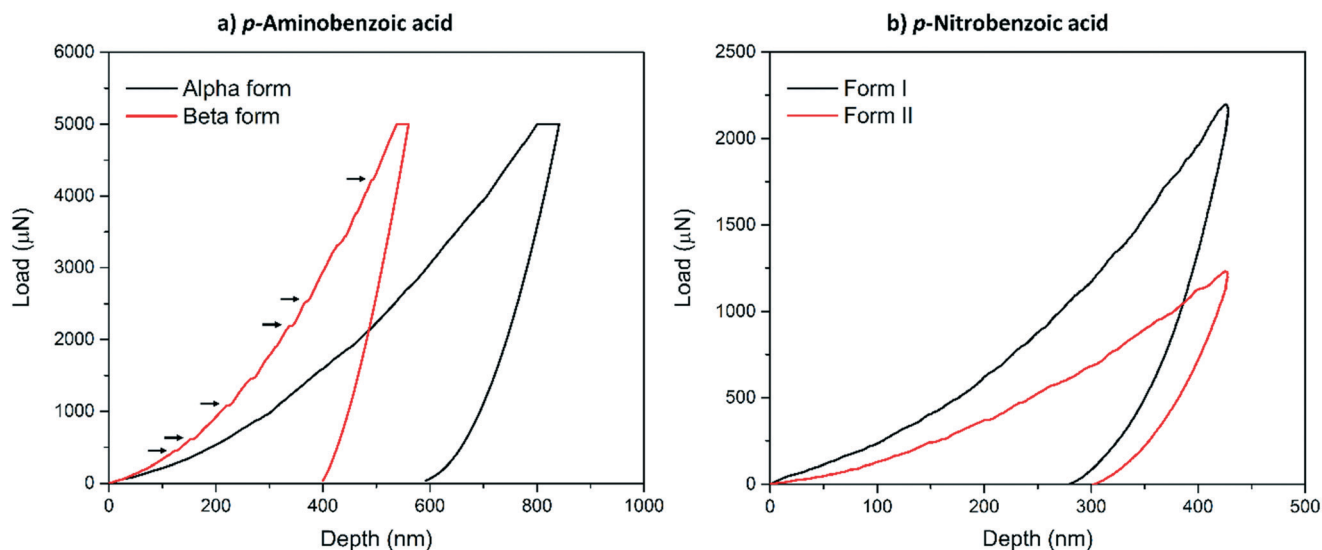 a) p-Aminobenzoic acid
6000
5000
4000
3000
2000
1000
0
Load (μN)
Alpha form
Beta form
0 200 400 600 800 1000
Depth (nm)
b) p-Nitrobenzoic acid
2500
2000
1500
1000
500
0
Load (μN)
Form I
Form II
0 100 200 300 400 500
Depth (nm)